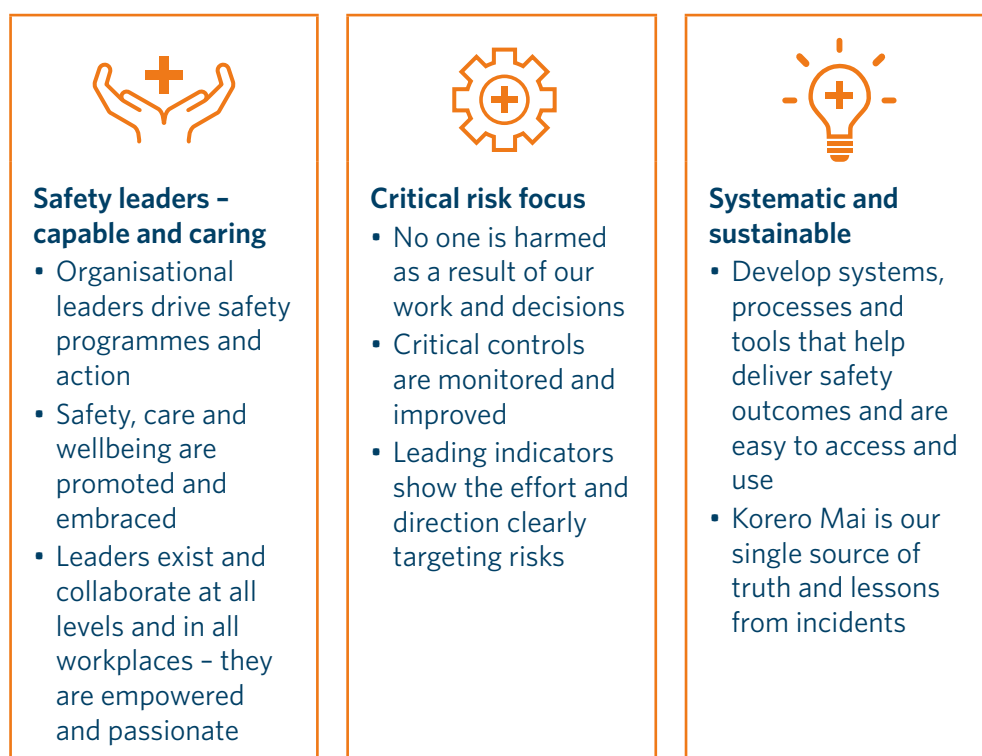 Safety leaders –
capable and caring
• Organisational
leaders drive safety
programmes and
action
• Safety, care and
wellbeing are
promoted and
embraced
• Leaders exist and
collaborate at all
levels and in all
workplaces – they
are empowered
and passionate
Critical risk focus
• No one is harmed
as a result of our
work and decisions
• Critical controls
are monitored and
improved
• Leading indicators
show the effort and
direction clearly
targeting risks
Systematic and
sustainable
• Develop systems,
processes and
tools that help
deliver safety
outcomes and are
easy to access and
use
• Korero Mai is our
single source of
truth and lessons
from incidents